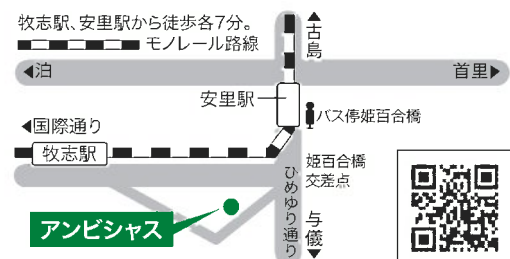 牧志駅、安里駅から徒歩各7分。
モノレール路線
▲古島
◀泊
首里▶
安里駅
バス停姫百合橋
◀国際通り
牧志駅
姫百合橋
交差点
ひめゆり通り
与儀▼
アンビシャス